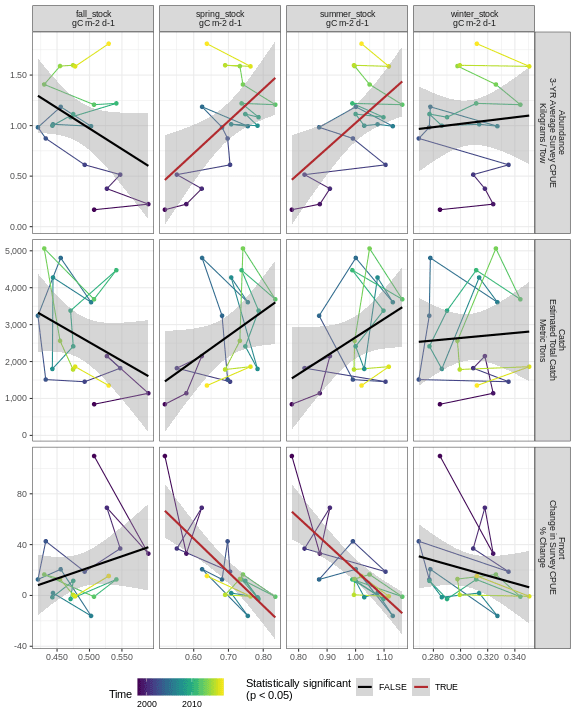 fall_stock
gC m-2 d-1
spring_stock
gC m-2 d-1
summer_stock
gC m-2 d-1
winter_stock
gC m-2 d-1
1.50
1.00
0.50
0.00
Abundance
3-YR Average Survey CPUE
Kilograms / Tow
5,000
4,000
3,000
2,000
1,000
0
Catch
Estimated Total Catch
Metric Tons
80
40
0
-40
Fmort
Change in Survey CPUE
% Change
0.450 0.500 0.550
0.60 0.70 0.80
0.80 0.90 1.00 1.10
0.280 0.300 0.320 0.340
Time
2000 2010
Statistically significant
(p < 0.05)
FALSE
TRUE